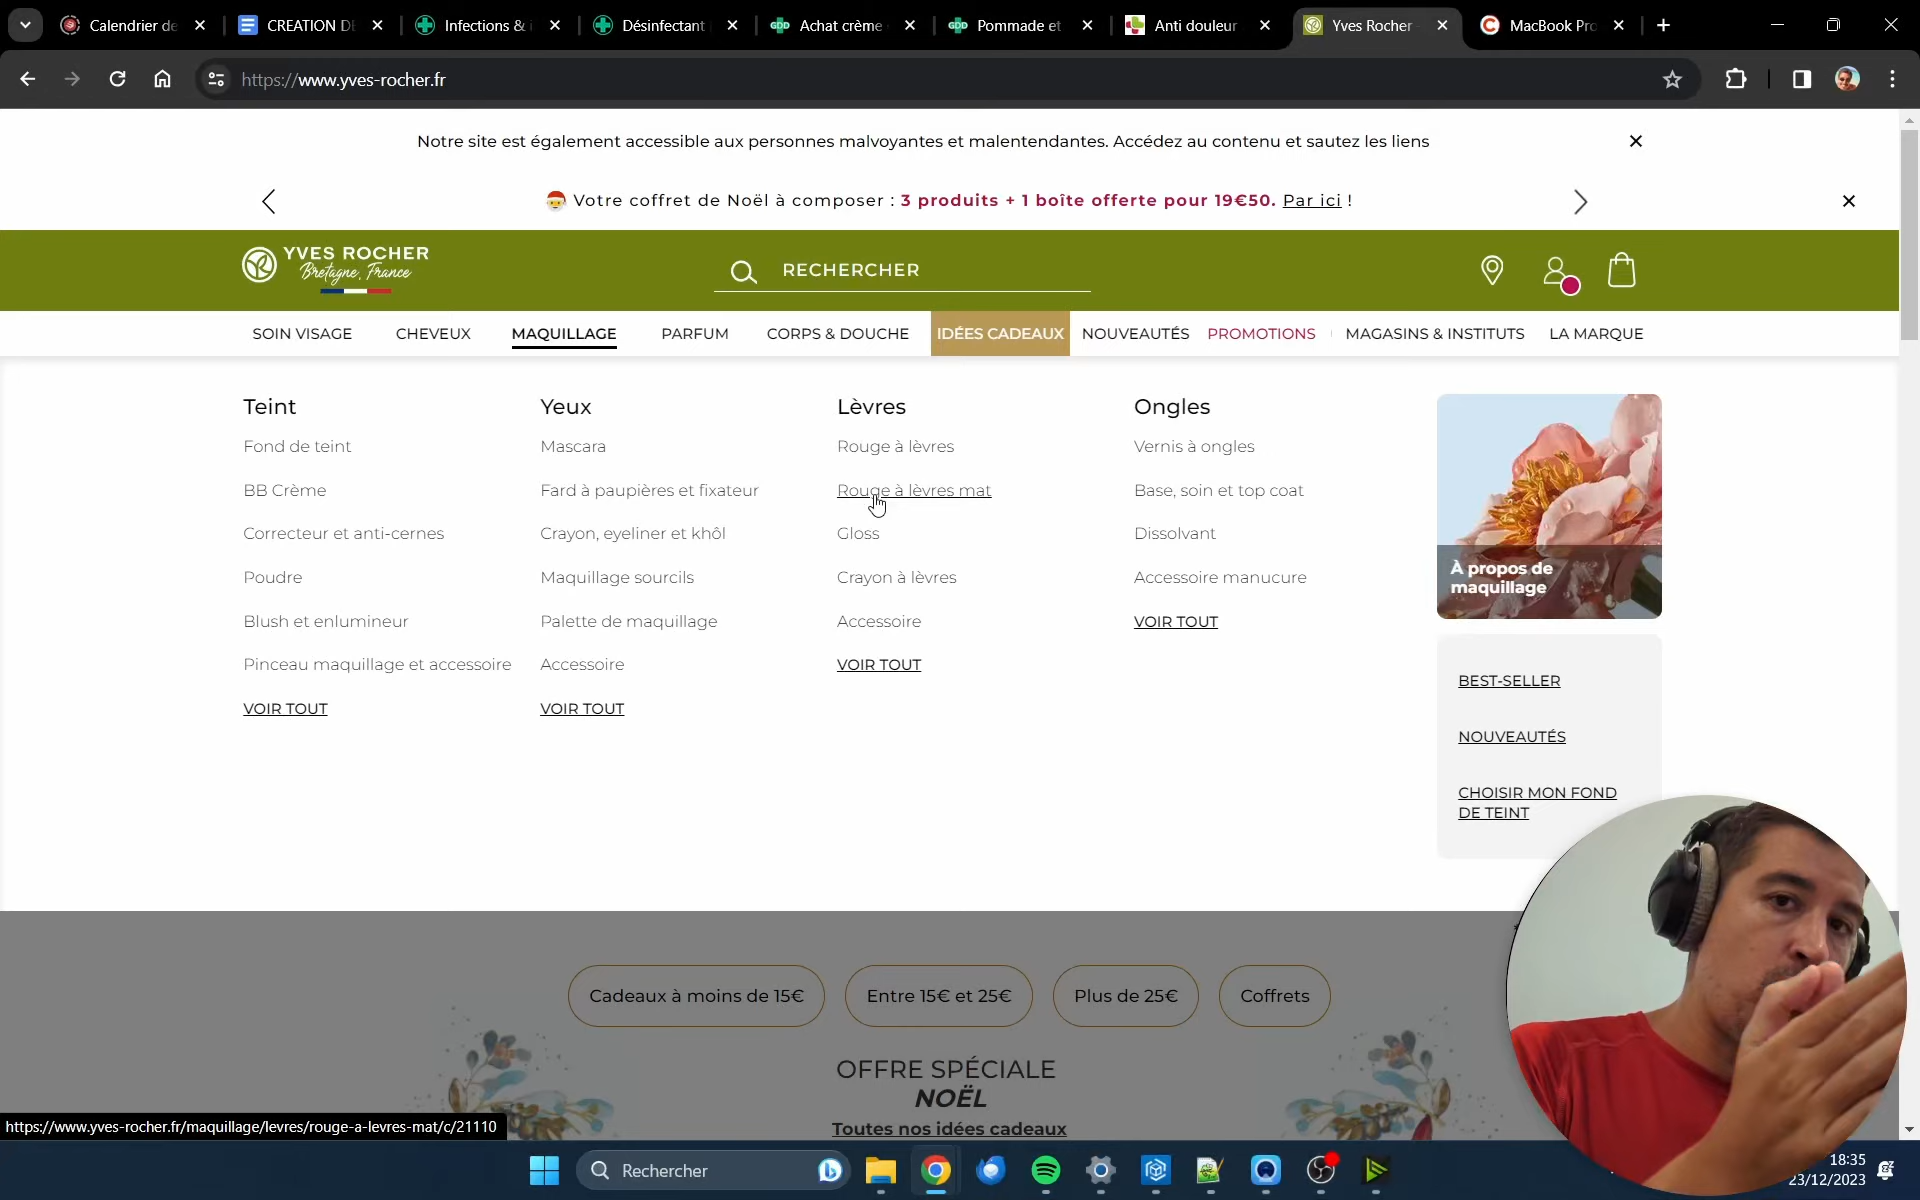 Calendrier de
CREATION DE
Infections &
Désinfectant
Achat crème
Pommade et
Anti douleur
Yves Rocher
MacBook Pro
https://www.yves-rocher.fr
Notre site est également accessible aux personnes malvoyantes et malentendantes. Accédez au contenu et sautez les liens
Votre coffret de Noël à composer : 3 produits + 1 boîte offerte pour 19€50. Par ici !
YVES ROCHER
Bretagne, France
RECHERCHER
SOIN VISAGE CHEVEUX MAQUILLAGE PARFUM CORPS & DOUCHE IDÉES CADEAUX NOUVEAUTÉS PROMOTIONS MAGASINS & INSTITUTS LA MARQUE
Teint
Fond de teint
BB Crème
Correcteur et anti-cernes
Poudre
Blush et enlumineur
Pinceau maquillage et accessoire
VOIR TOUT
Yeux
Mascara
Fard à paupières et fixateur
Crayon, eyeliner et khôl
Maquillage sourcils
Palette de maquillage
Accessoire
VOIR TOUT
Lèvres
Rouge à lèvres
Rouge à lèvres mat
Gloss
Crayon à lèvres
Accessoire
VOIR TOUT
Ongles
Vernis à ongles
Base, soin et top coat
Dissolvant
Accessoire manucure
VOIR TOUT
À propos de
maquillage
BEST-SELLER
NOUVEAUTÉS
CHOISIR MON FOND
DE TEINT
Cadeaux à moins de 15€ Entre 15€ et 25€ Plus de 25€ Coffrets
OFFRE SPÉCIALE
NOËL
Toutes nos idées cadeaux
https://www.yves-rocher.fr/maquillage/levres/rouge-a-levres-mat/c/21110
Rechercher
18:35
23/12/2023